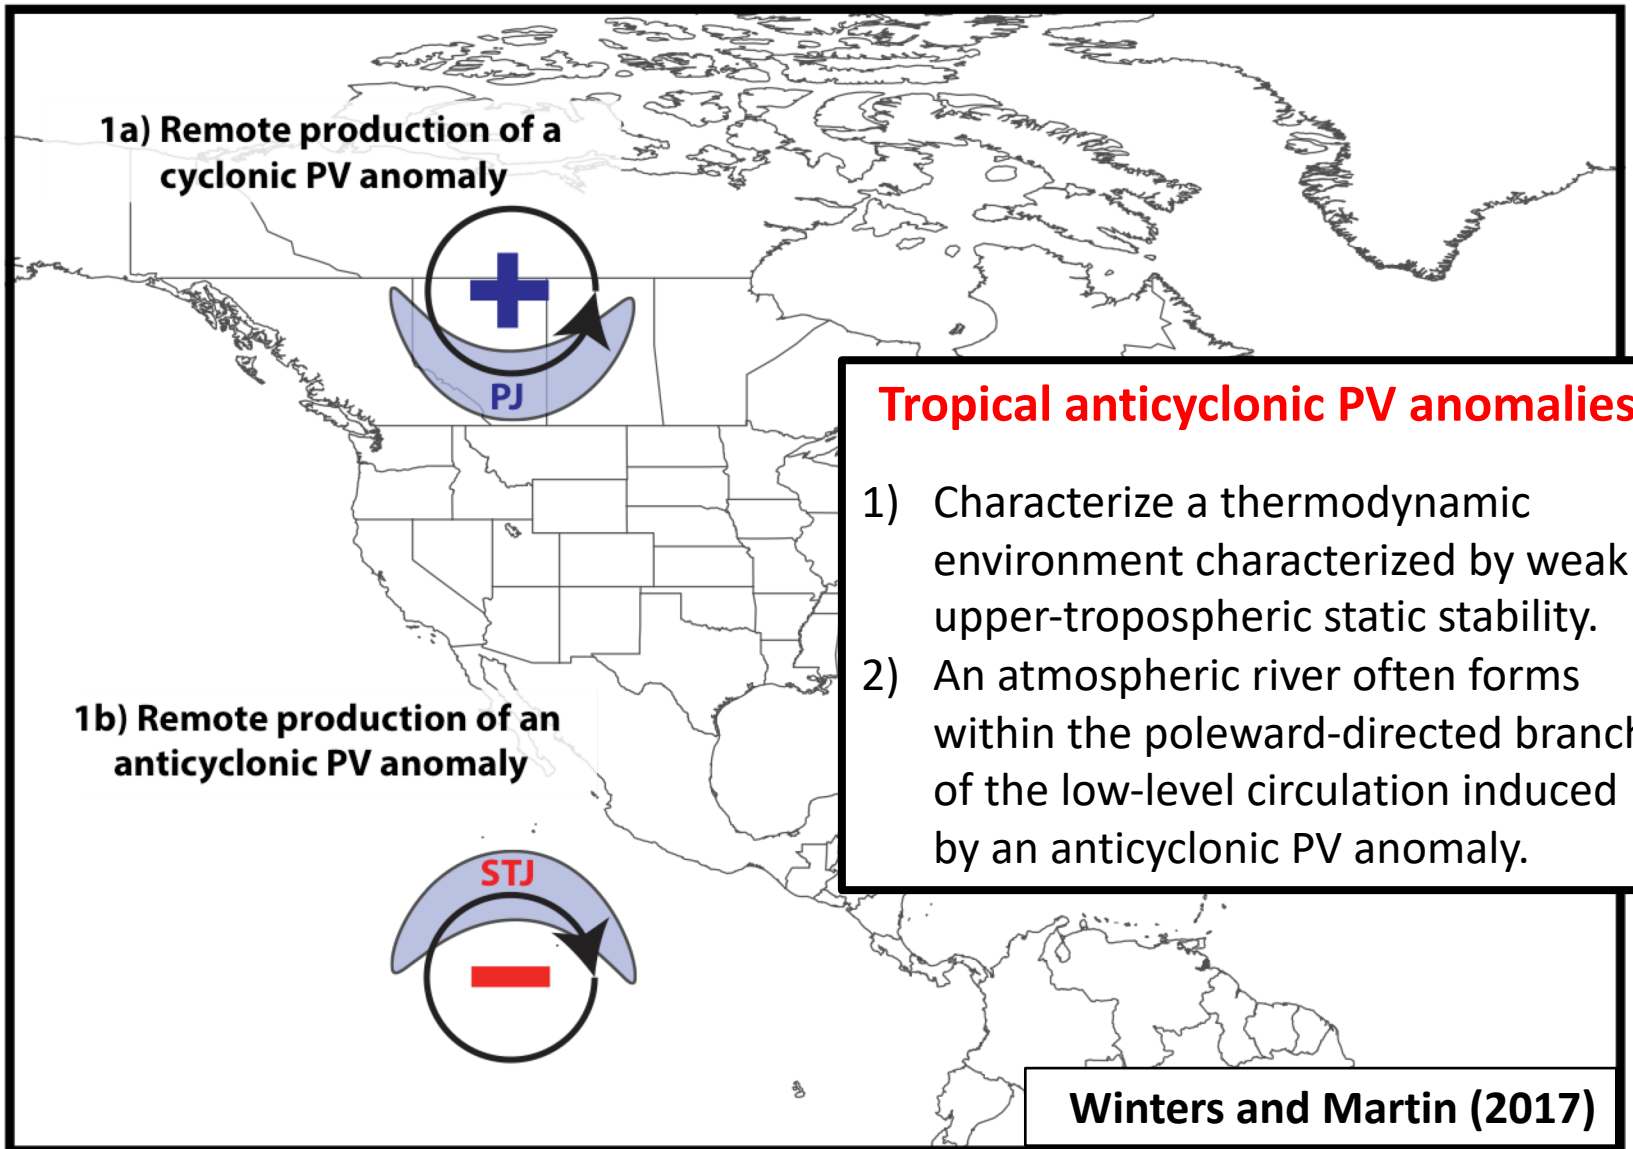 1a) Remote production of a
cyclonic PV anomaly
PJ
Tropical anticyclonic PV anomalies
1) Characterize a thermodynamic
environment characterized by weak
upper-tropospheric static stability.
2) An atmospheric river often forms
within the poleward-directed branch
of the low-level circulation induced
by an anticyclonic PV anomaly.
1b) Remote production of an
anticyclonic PV anomaly
STJ
Winters and Martin (2017)